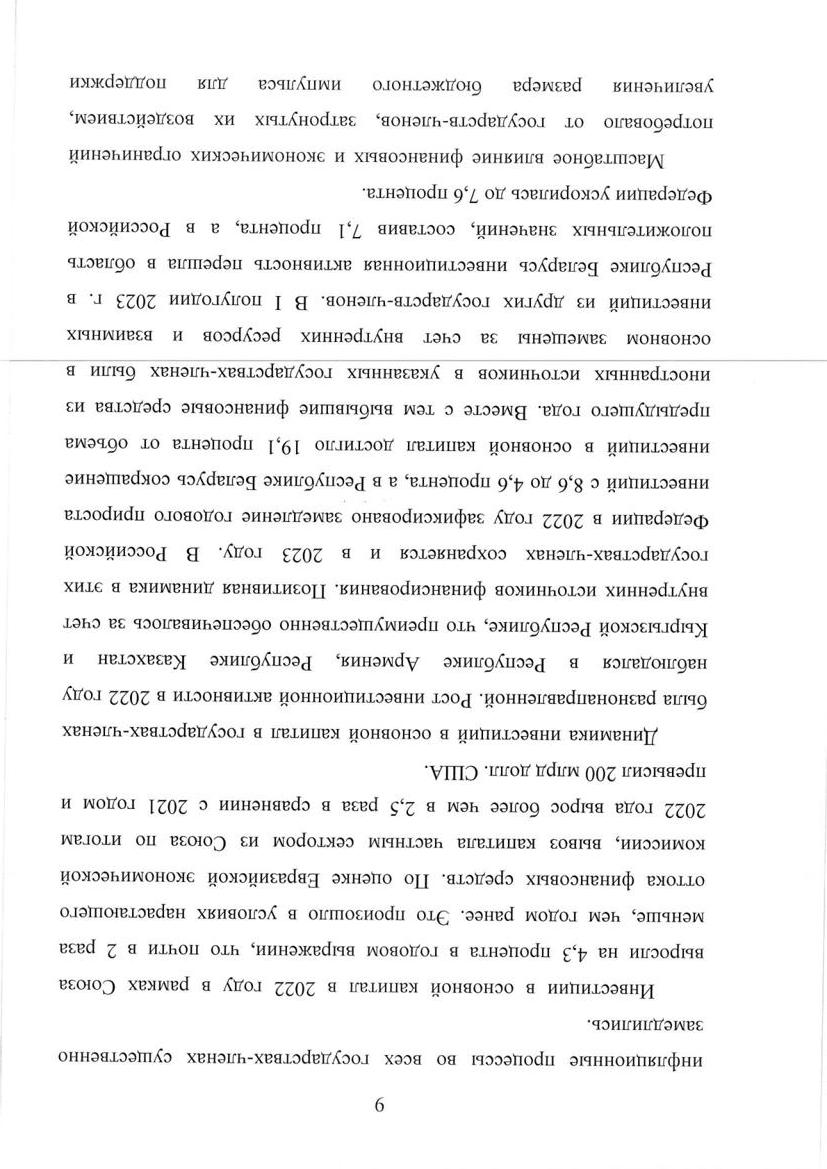 6
инфляционные процессы во всех государствах-членах существенно
замедлились.
Инвестиции в основной капитал в 2022 году в рамках Союза
выросли на 4,3 процента в годовом выражении, что почти в 2 раза
меньше, чем годом ранее. Это произошло в условиях нарастающего
оттока финансовых средств. По оценке Евразийской экономической
комиссии, вывоз капитала частным сектором из Союза по итогам
2022 года вырос более чем в 2,5 раза в сравнении с 2021 годом и
превысил 200 млрд долл. США.
Динамика инвестиций в основной капитал в государствах-членах
была разнонаправленной. Рост инвестиционной активности в 2022 году
наблюдался в Республике Армения, Республике Казахстан и
Кыргызской Республике, что преимущественно обеспечивалось за счет
внутренних источников финансирования. Позитивная динамика в этих
государствах-членах сохраняется и в 2023 году. В Российской
Федерации в 2022 году зафиксировано замедление годового прироста
инвестиций с 8,6 до 4,6 процента, а в Республике Беларусь сокращение
инвестиций в основной капитал достигло 19,1 процента от объема
предыдущего года. Вместе с тем выбывшие финансовые средства из
иностранных источников в указанных государствах-членах были в
основном замещены за счет внутренних ресурсов и взаимных
инвестиций из других государств-членов. В I полугодии 2023 г. в
Республике Беларусь инвестиционная активность перешла в область
положительных значений, составив 7,1 процента, а в Российской
Федерации ускорилась до 7,6 процента.
Масштабное влияние финансовых и экономических ограничений
потребовало от государств-членов, затронутых их воздействием,
увеличения размера бюджетного импульса для поддержки